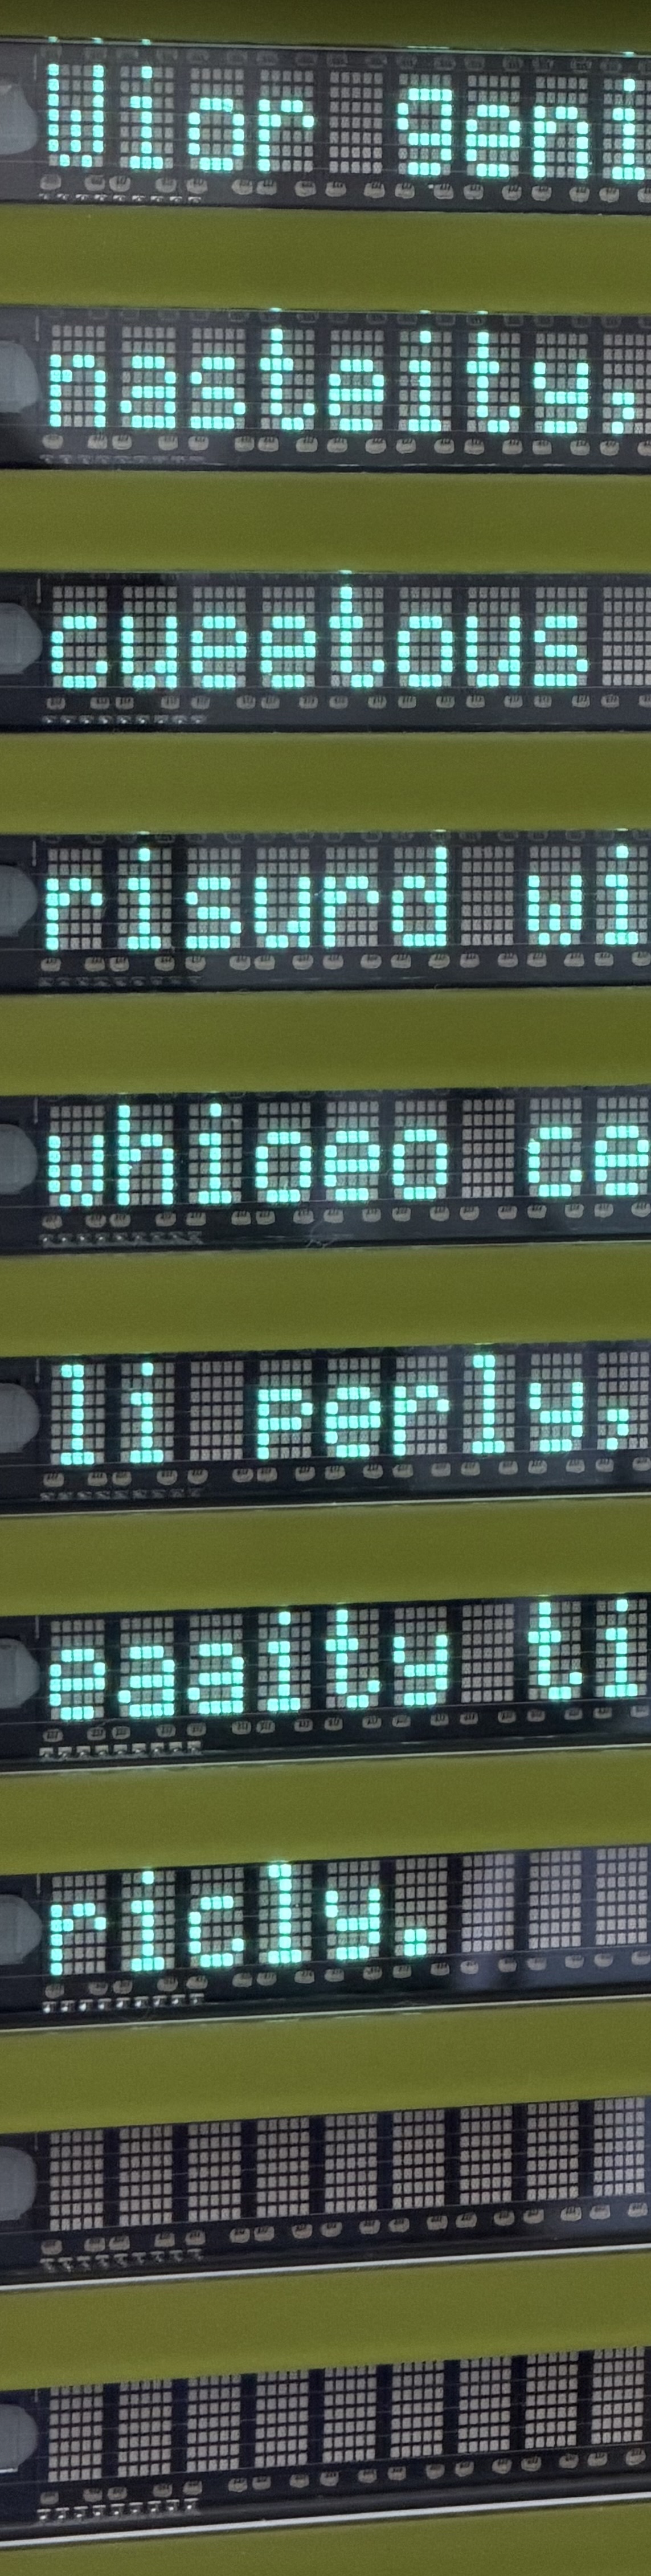 Wior geni
nasteity,
cueetous
risurd wi
whioeo ce
li perly,
eaaity ti
ricly.